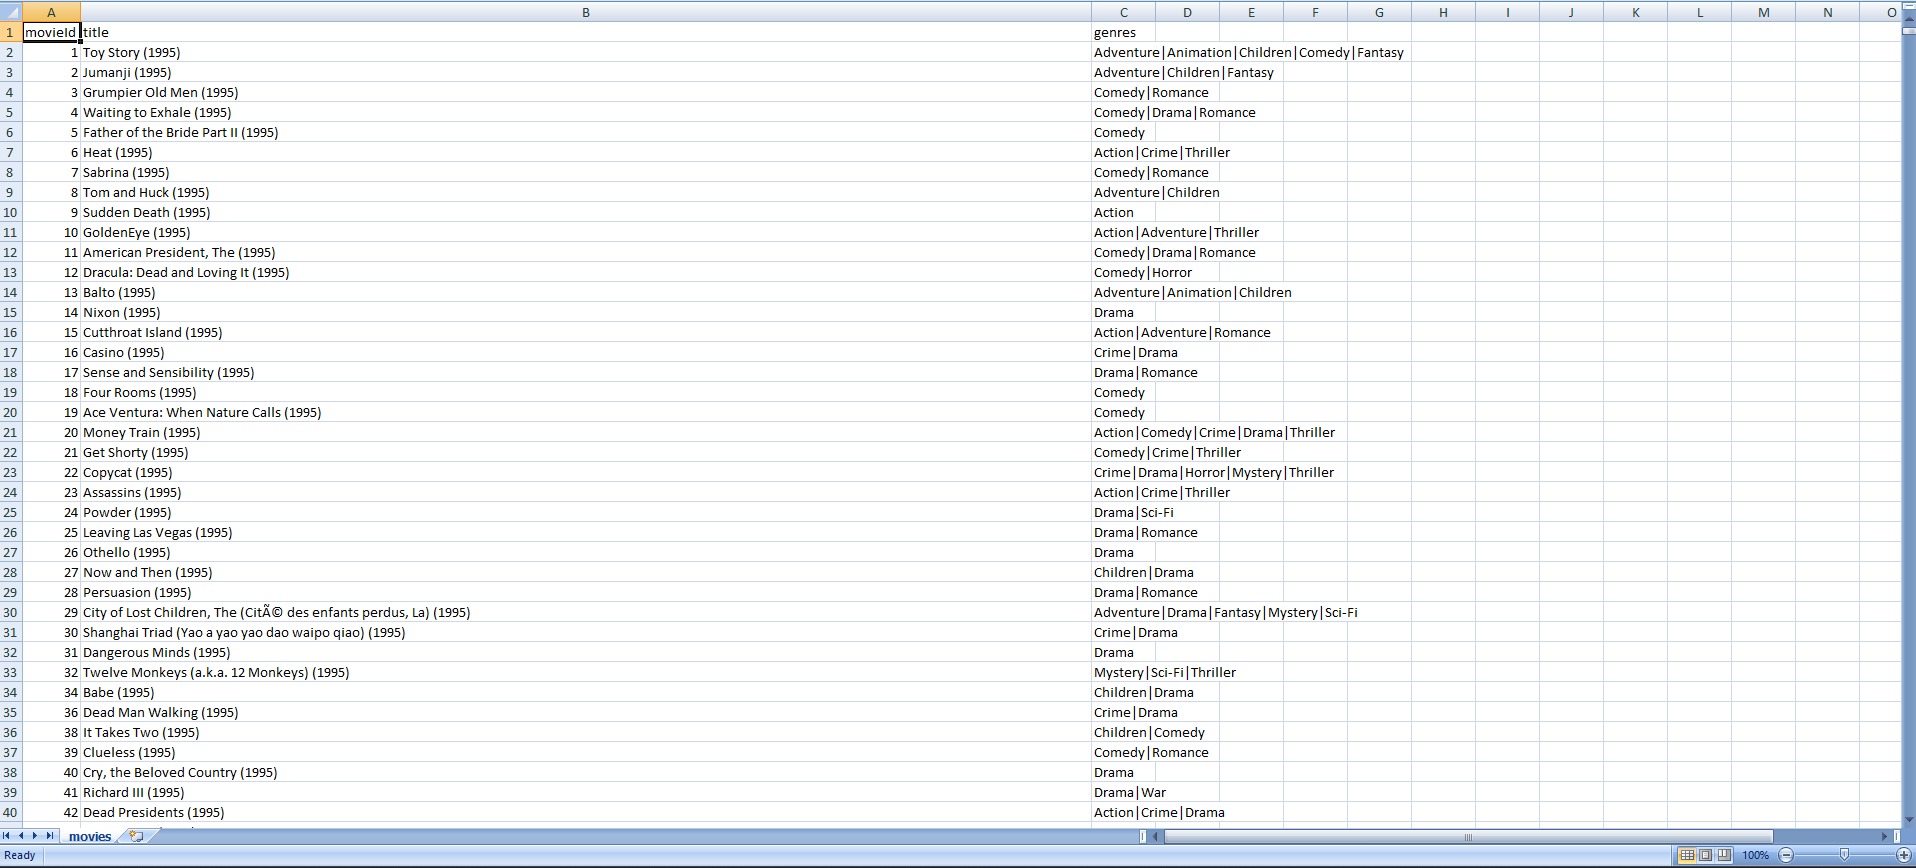 A B C D E F G H I J K L M N O
1 movieId title genres
2 1 Toy Story (1995) Adventure|Animation|Children|Comedy|Fantasy
3 2 Jumanji (1995) Adventure|Children|Fantasy
4 3 Grumpier Old Men (1995) Comedy|Romance
5 4 Waiting to Exhale (1995) Comedy|Drama|Romance
6 5 Father of the Bride Part II (1995) Comedy
7 6 Heat (1995) Action|Crime|Thriller
8 7 Sabrina (1995) Comedy|Romance
9 8 Tom and Huck (1995) Adventure|Children
10 9 Sudden Death (1995) Action
11 10 GoldenEye (1995) Action|Adventure|Thriller
12 11 American President, The (1995) Comedy|Drama|Romance
13 12 Dracula: Dead and Loving It (1995) Comedy|Horror
14 13 Balto (1995) Adventure|Animation|Children
15 14 Nixon (1995) Drama
16 15 Cutthroat Island (1995) Action|Adventure|Romance
17 16 Casino (1995) Crime|Drama
18 17 Sense and Sensibility (1995) Drama|Romance
19 18 Four Rooms (1995) Comedy
20 19 Ace Ventura: When Nature Calls (1995) Comedy
21 20 Money Train (1995) Action|Comedy|Crime|Drama|Thriller
22 21 Get Shorty (1995) Comedy|Crime|Thriller
23 22 Copycat (1995) Crime|Drama|Horror|Mystery|Thriller
24 23 Assassins (1995) Action|Crime|Thriller
25 24 Powder (1995) Drama|Sci-Fi
26 25 Leaving Las Vegas (1995) Drama|Romance
27 26 Othello (1995) Drama
28 27 Now and Then (1995) Children|Drama
29 28 Persuasion (1995) Drama|Romance
30 29 City of Lost Children, The (CitÃ© des enfants perdus, La) (1995) Adventure|Drama|Fantasy|Mystery|Sci-Fi
31 30 Shanghai Triad (Yao a yao yao dao waipo qiao) (1995) Crime|Drama
32 31 Dangerous Minds (1995) Drama
33 32 Twelve Monkeys (a.k.a. 12 Monkeys) (1995) Mystery|Sci-Fi|Thriller
34 34 Babe (1995) Children|Drama
35 36 Dead Man Walking (1995) Crime|Drama
36 38 It Takes Two (1995) Children|Comedy
37 39 Clueless (1995) Comedy|Romance
38 40 Cry, the Beloved Country (1995) Drama
39 41 Richard III (1995) Drama|War
40 42 Dead Presidents (1995) Action|Crime|Drama
movies
Ready 100%